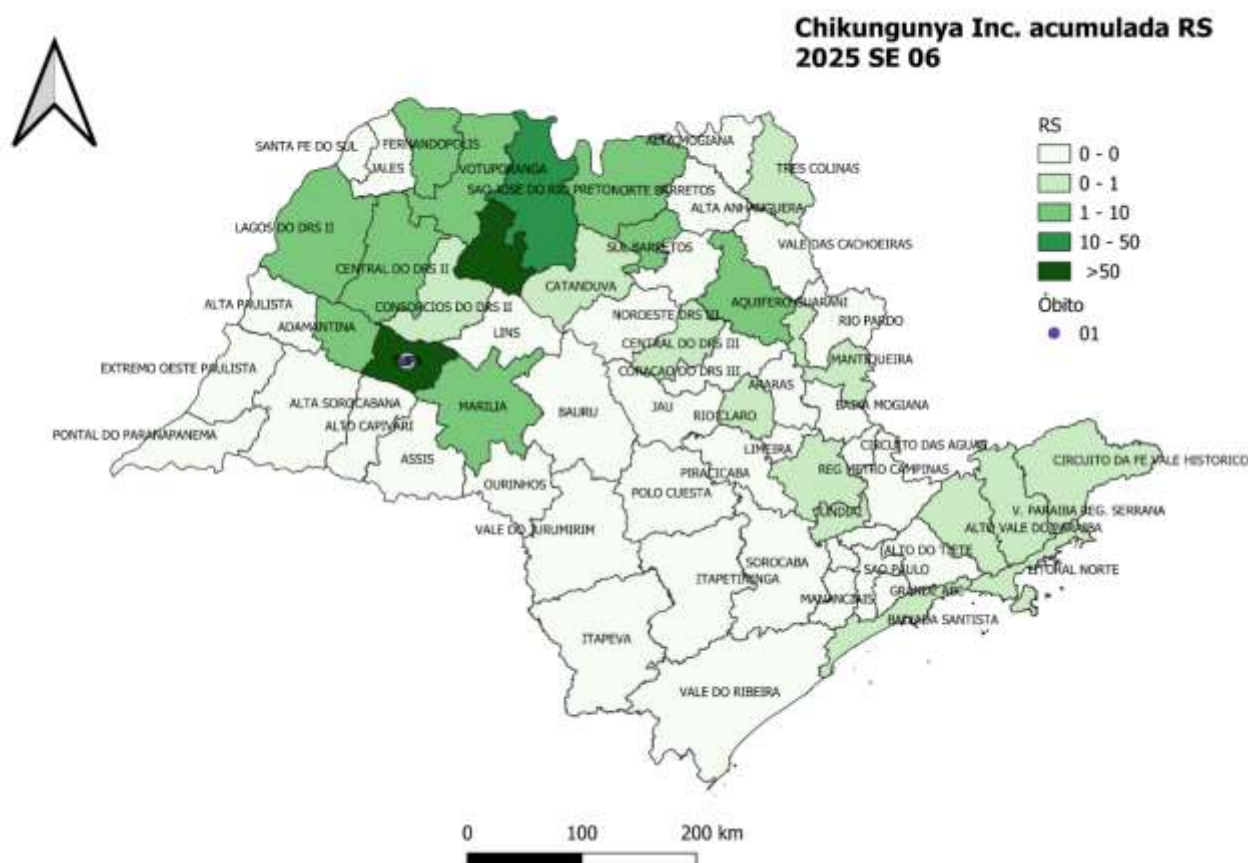 Chikungunya Inc. acumulada RS
2025 SE 06
RS
0 - 0
0 - 1
1 - 10
10 - 50
>50
Óbito
01
SANTA FE DO SUL
JALES
FERNANDOPOLIS
VOTUPORANGA
SAO JOSE DO RIO PRETO
NORTE BARRETOS
ALTA MOGIANA
TRES COLINAS
ALTA ANHANGUERA
LAGOS DO DRS II
CENTRAL DO DRS II
SUL BARRETOS
VALE DAS CACHOEIRAS
CATANDUVA
ALTA PAULISTA
CONSORCIOS DO DRS II
AQUIFERO GUARANI
ADAMANTINA
LINS
NOROESTE DRS III
RIO PARDO
CENTRAL DO DRS III
MANTIQUEIRA
EXTREMO OESTE PAULISTA
CORACAO DO DRS III
ARARAS
ALTA SOROCABANA
MARILIA
BAURU
JAU
RIO CLARO
BAIXA MOGIANA
ALTO CAPIVARI
PONTAL DO PARANAPANEMA
ASSIS
LIMEIRA
CIRCUITO DAS AGUAS
CIRCUITO DA FE VALE HISTORICO
PIRACICABA
REG METRO CAMPINAS
OURINHOS
POLO CUESTA
JUNDIAI
V. PARAIBA REG. SERRANA
VALE DO JURUMIRIM
ALTO VALE DO PARAIBA
ALTO DO TIETE
SOROCABA
SAO PAULO
LITORAL NORTE
ITAPETININGA
GRANDE ABC
MANANCIAIS
BAIXADA SANTISTA
ITAPEVA
VALE DO RIBEIRA
0 100 200 km